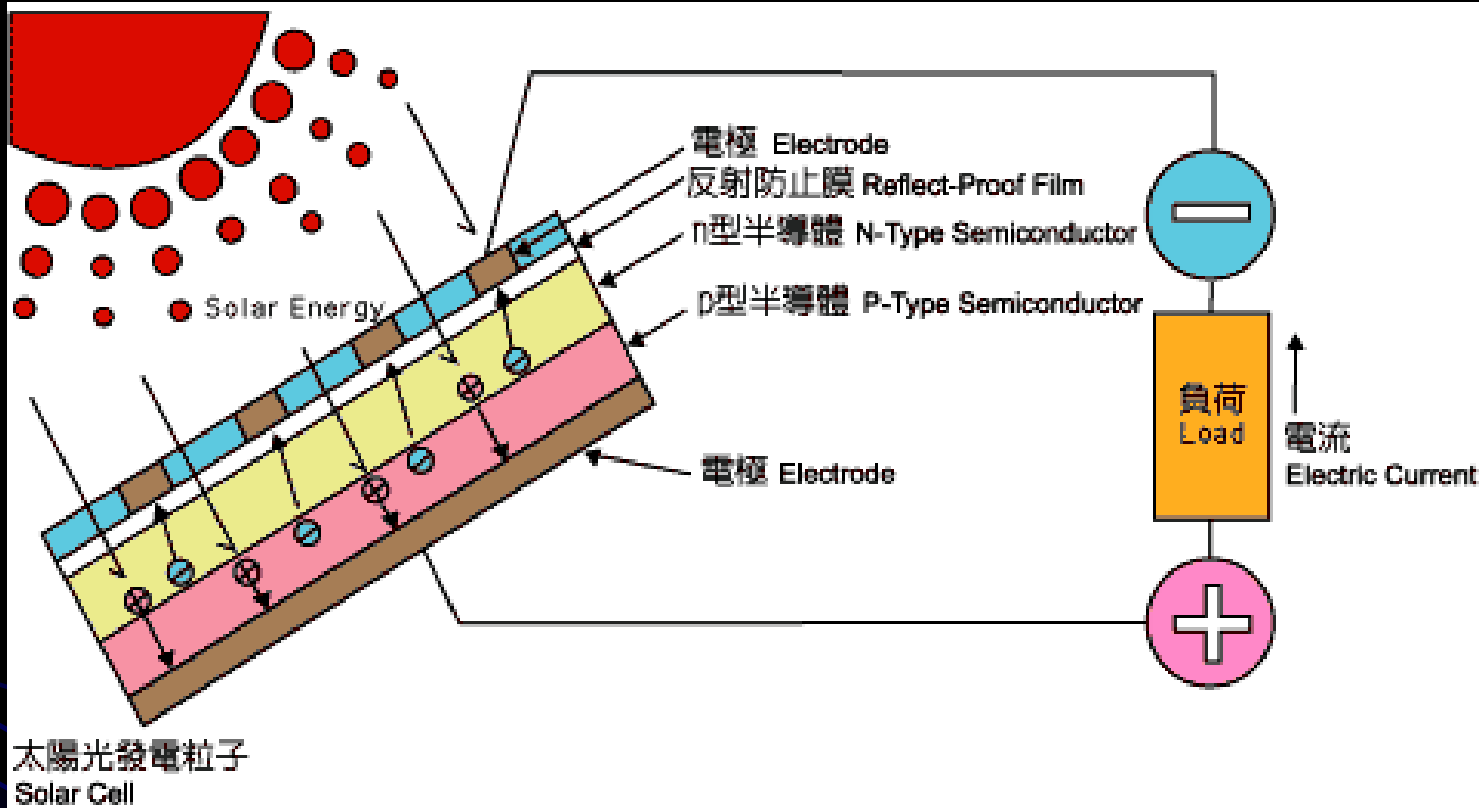 電極 Electrode
反射防止膜 Reflect-Proof Film
n型半導體 N-Type Semiconductor
p型半導體 P-Type Semiconductor
Solar Energy
負荷
Load
電流
Electric Current
電極 Electrode
太陽光發電粒子
Solar Cell